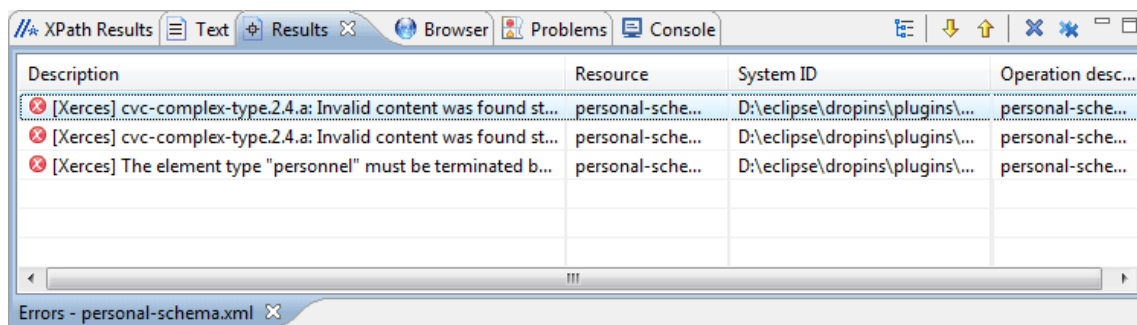 XPath Results Text Results Browser Problems Console
Description Resource System ID Operation desc...
[Xerces] cvc-complex-type.2.4.a: Invalid content was found st... personal-sche... D:\eclipse\dropins\plugins\... personal-sche...
[Xerces] cvc-complex-type.2.4.a: Invalid content was found st... personal-sche... D:\eclipse\dropins\plugins\... personal-sche...
[Xerces] The element type "personnel" must be terminated b... personal-sche... D:\eclipse\dropins\plugins\... personal-sche...
Errors - personal-schema.xml